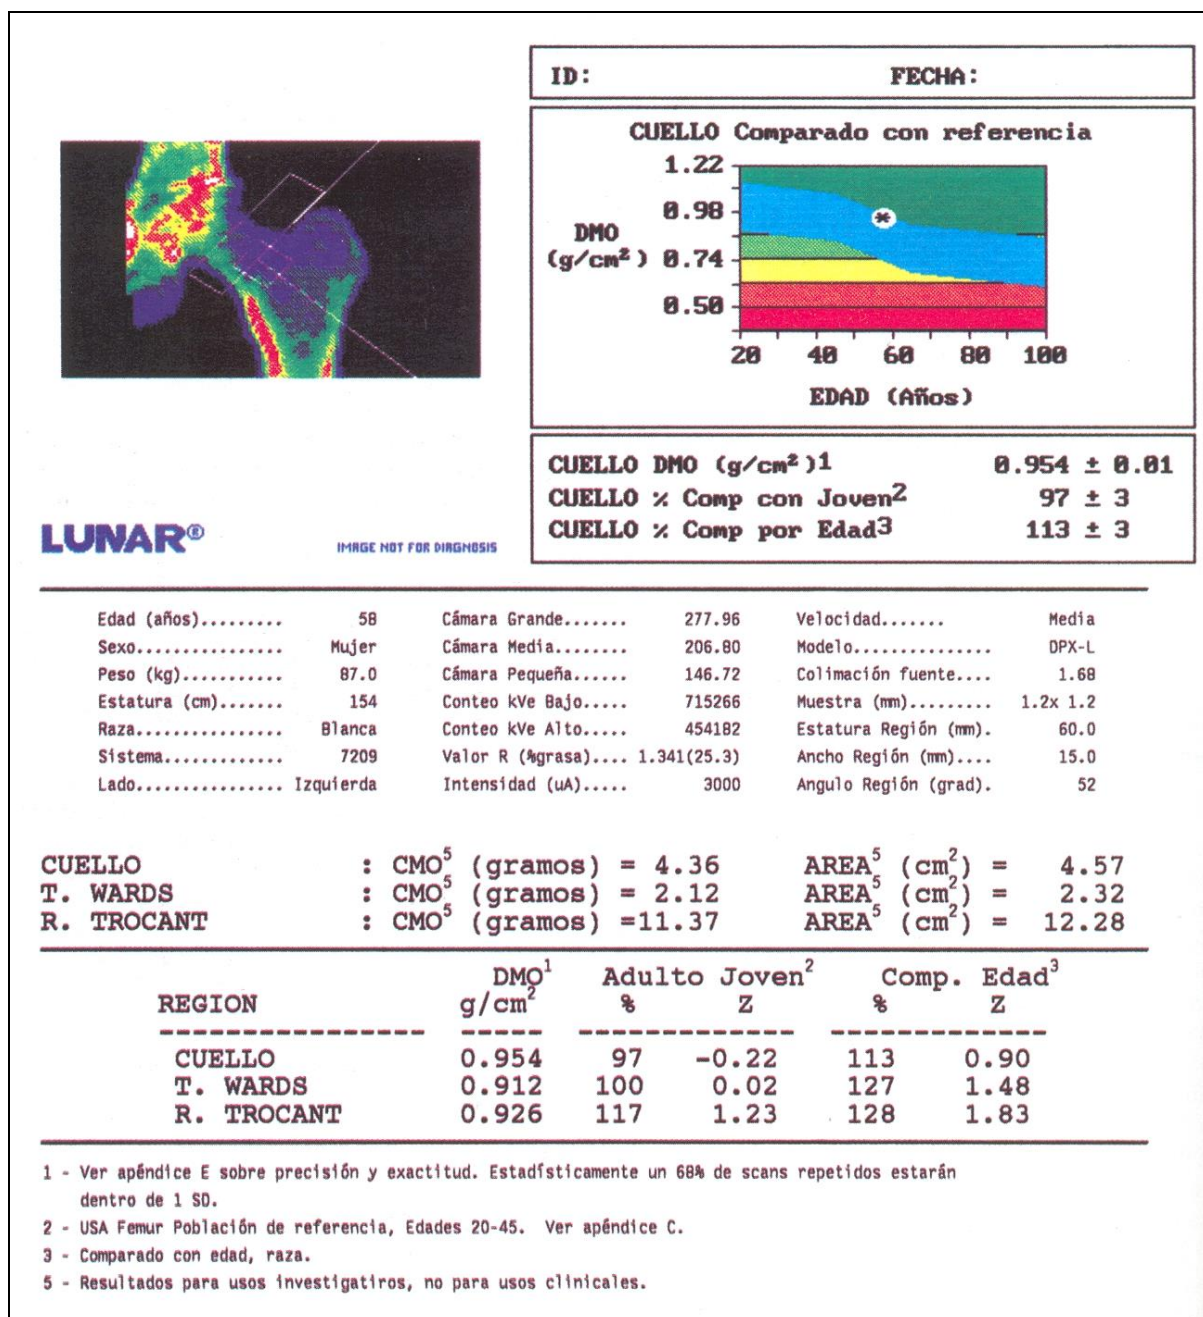 ID: FECHA:
CUELLO Comparado con referencia
1.22
0.98
DMO
(g/cm²) 0.74
0.50
20 40 60 80 100
EDAD (Años)
CUELLO DMO (g/cm²)1 0.954 ± 0.01
CUELLO % Comp con Joven2 97 ± 3
CUELLO % Comp por Edad3 113 ± 3
LUNAR® IMAGE NOT FOR DIAGNOSIS
Edad (años)......... 58 Cámara Grande....... 277.96 Velocidad....... Media
Sexo................ Mujer Cámara Media........ 206.80 Modelo............... DPX-L
Peso (kg)........... 87.0 Cámara Pequeña...... 146.72 Colimación fuente.... 1.68
Estatura (cm)....... 154 Conteo kVe Bajo..... 715266 Muestra (mm)......... 1.2x 1.2
Raza................ Blanca Conteo kVe Alto..... 454182 Estatura Región (mm). 60.0
Sistema............. 7209 Valor R (%grasa).... 1.341(25.3) Ancho Región (mm).... 15.0
Lado................ Izquierda Intensidad (uA)..... 3000 Angulo Región (grad). 52
CUELLO : CMO5 (gramos) = 4.36 AREA5 (cm2) = 4.57
T. WARDS : CMO5 (gramos) = 2.12 AREA5 (cm2) = 2.32
R. TROCANT : CMO5 (gramos) =11.37 AREA5 (cm2) = 12.28
DMO1 Adulto Joven2 Comp. Edad3
REGION g/cm2 % Z % Z
CUELLO 0.954 97 -0.22 113 0.90
T. WARDS 0.912 100 0.02 127 1.48
R. TROCANT 0.926 117 1.23 128 1.83
1 - Ver apéndice E sobre precisión y exactitud. Estadísticamente un 68% de scans repetidos estarán
dentro de 1 SD.
2 - USA Femur Población de referencia, Edades 20-45. Ver apéndice C.
3 - Comparado con edad, raza.
5 - Resultados para usos investigatiros, no para usos clinicales.